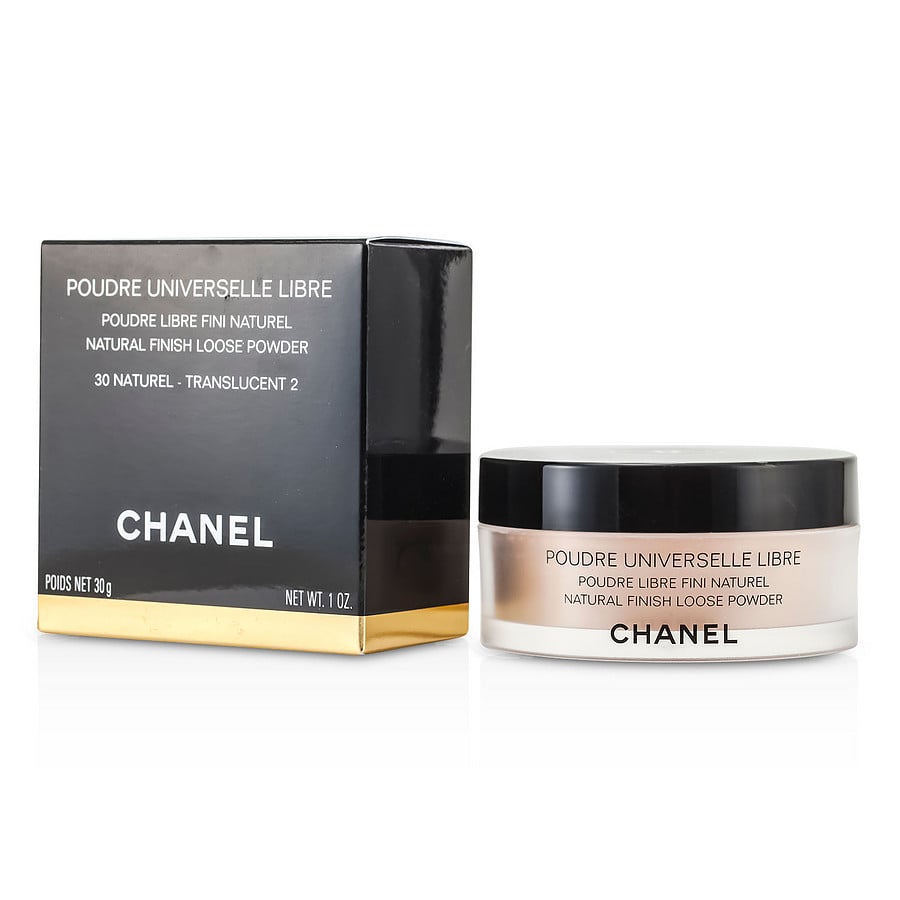 POUDRE UNIVERSELLE LIBRE
POUDRE LIBRE FINI NATUREL
NATURAL FINISH LOOSE POWDER
30 NATUREL - TRANSLUCENT 2
CHANEL
POIDS NET 30g
NET WT. 1 OZ.
POUDRE UNIVERSELLE LIBRE
POUDRE LIBRE FINI NATUREL
NATURAL FINISH LOOSE POWDER
CHANEL